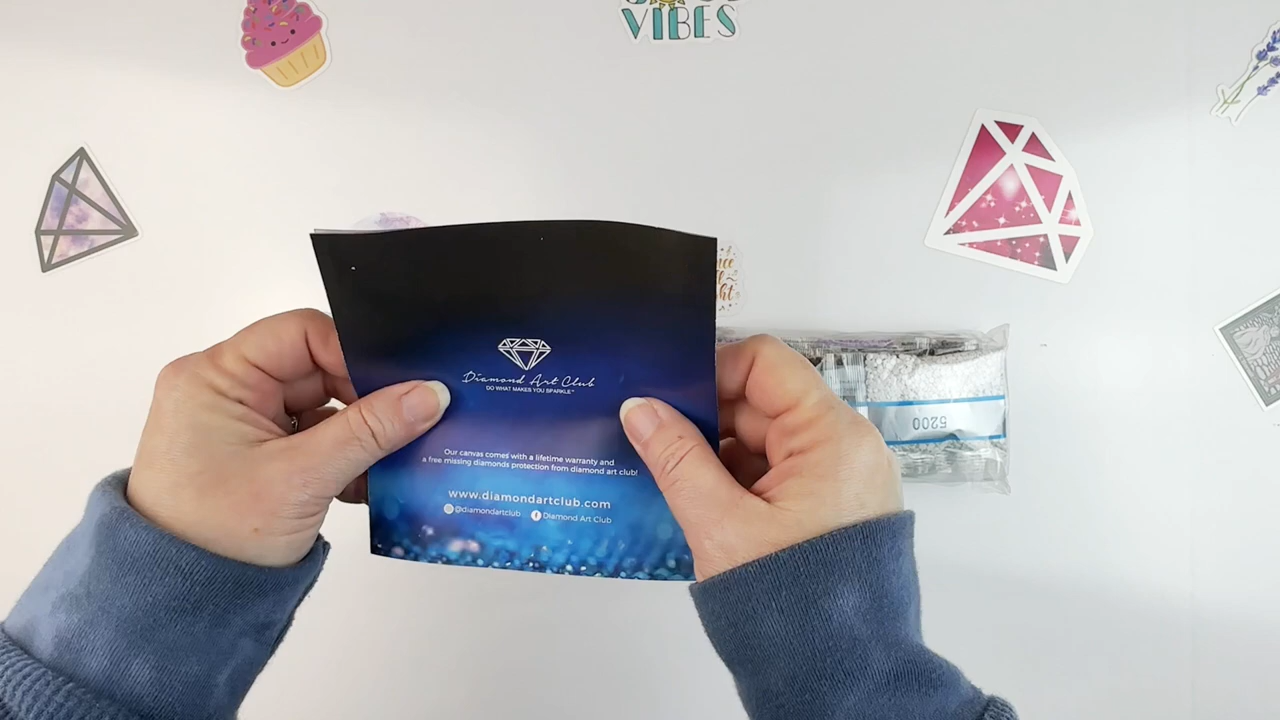 VIBES
Diamond Art Club
DO WHAT MAKES YOU SPARKLE™
Our canvas comes with a lifetime warranty and
a free missing diamonds protection from diamond art club!
www.diamondartclub.com
@diamondartclub Diamond Art Club
5200